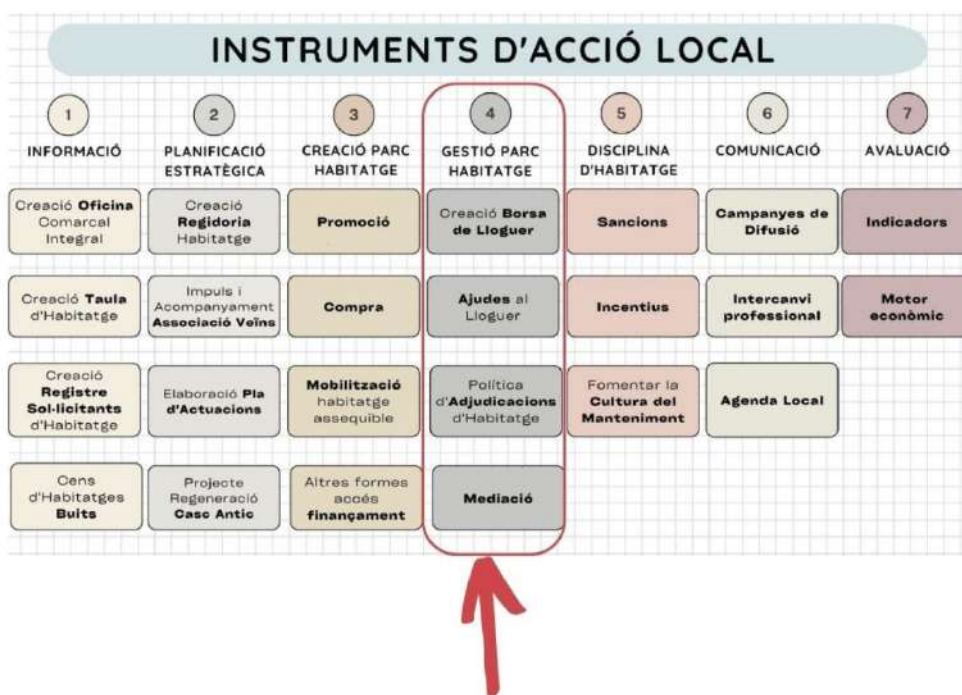 INSTRUMENTS D'ACCIÓ LOCAL
1
INFORMACIÓ
Creació Oficina
Comarcal
Integral
Creació Taula
d'Habitatge
Creació
Registre
Sol·licitants
d'Habitatge
Cens
d'Habitatges
Buits
2
PLANIFICACIÓ
ESTRATÈGICA
Creació
Regidoria
Habitatge
Impuls i
Acompanyament
Associació Veïns
Elaboració Pla
d'Actuacions
Projecte
Regeneració
Casc Antic
3
CREACIÓ PARC
HABITATGE
Promoció
Compra
Mobilització
habitatge
assequible
Altres formes
accés
finançament
4
GESTIÓ PARC
HABITATGE
Creació Borsa
de Lloguer
Ajudes al
Lloguer
Política
d'Adjudicacions
d'Habitatge
Mediació
5
DISCIPLINA
D'HABITATGE
Sancions
Incentius
Fomentar la
Cultura del
Manteniment
6
COMUNICACIÓ
Campanyes de
Difusió
Intercanvi
professional
Agenda Local
7
AVALUACIÓ
Indicadors
Motor
econòmic